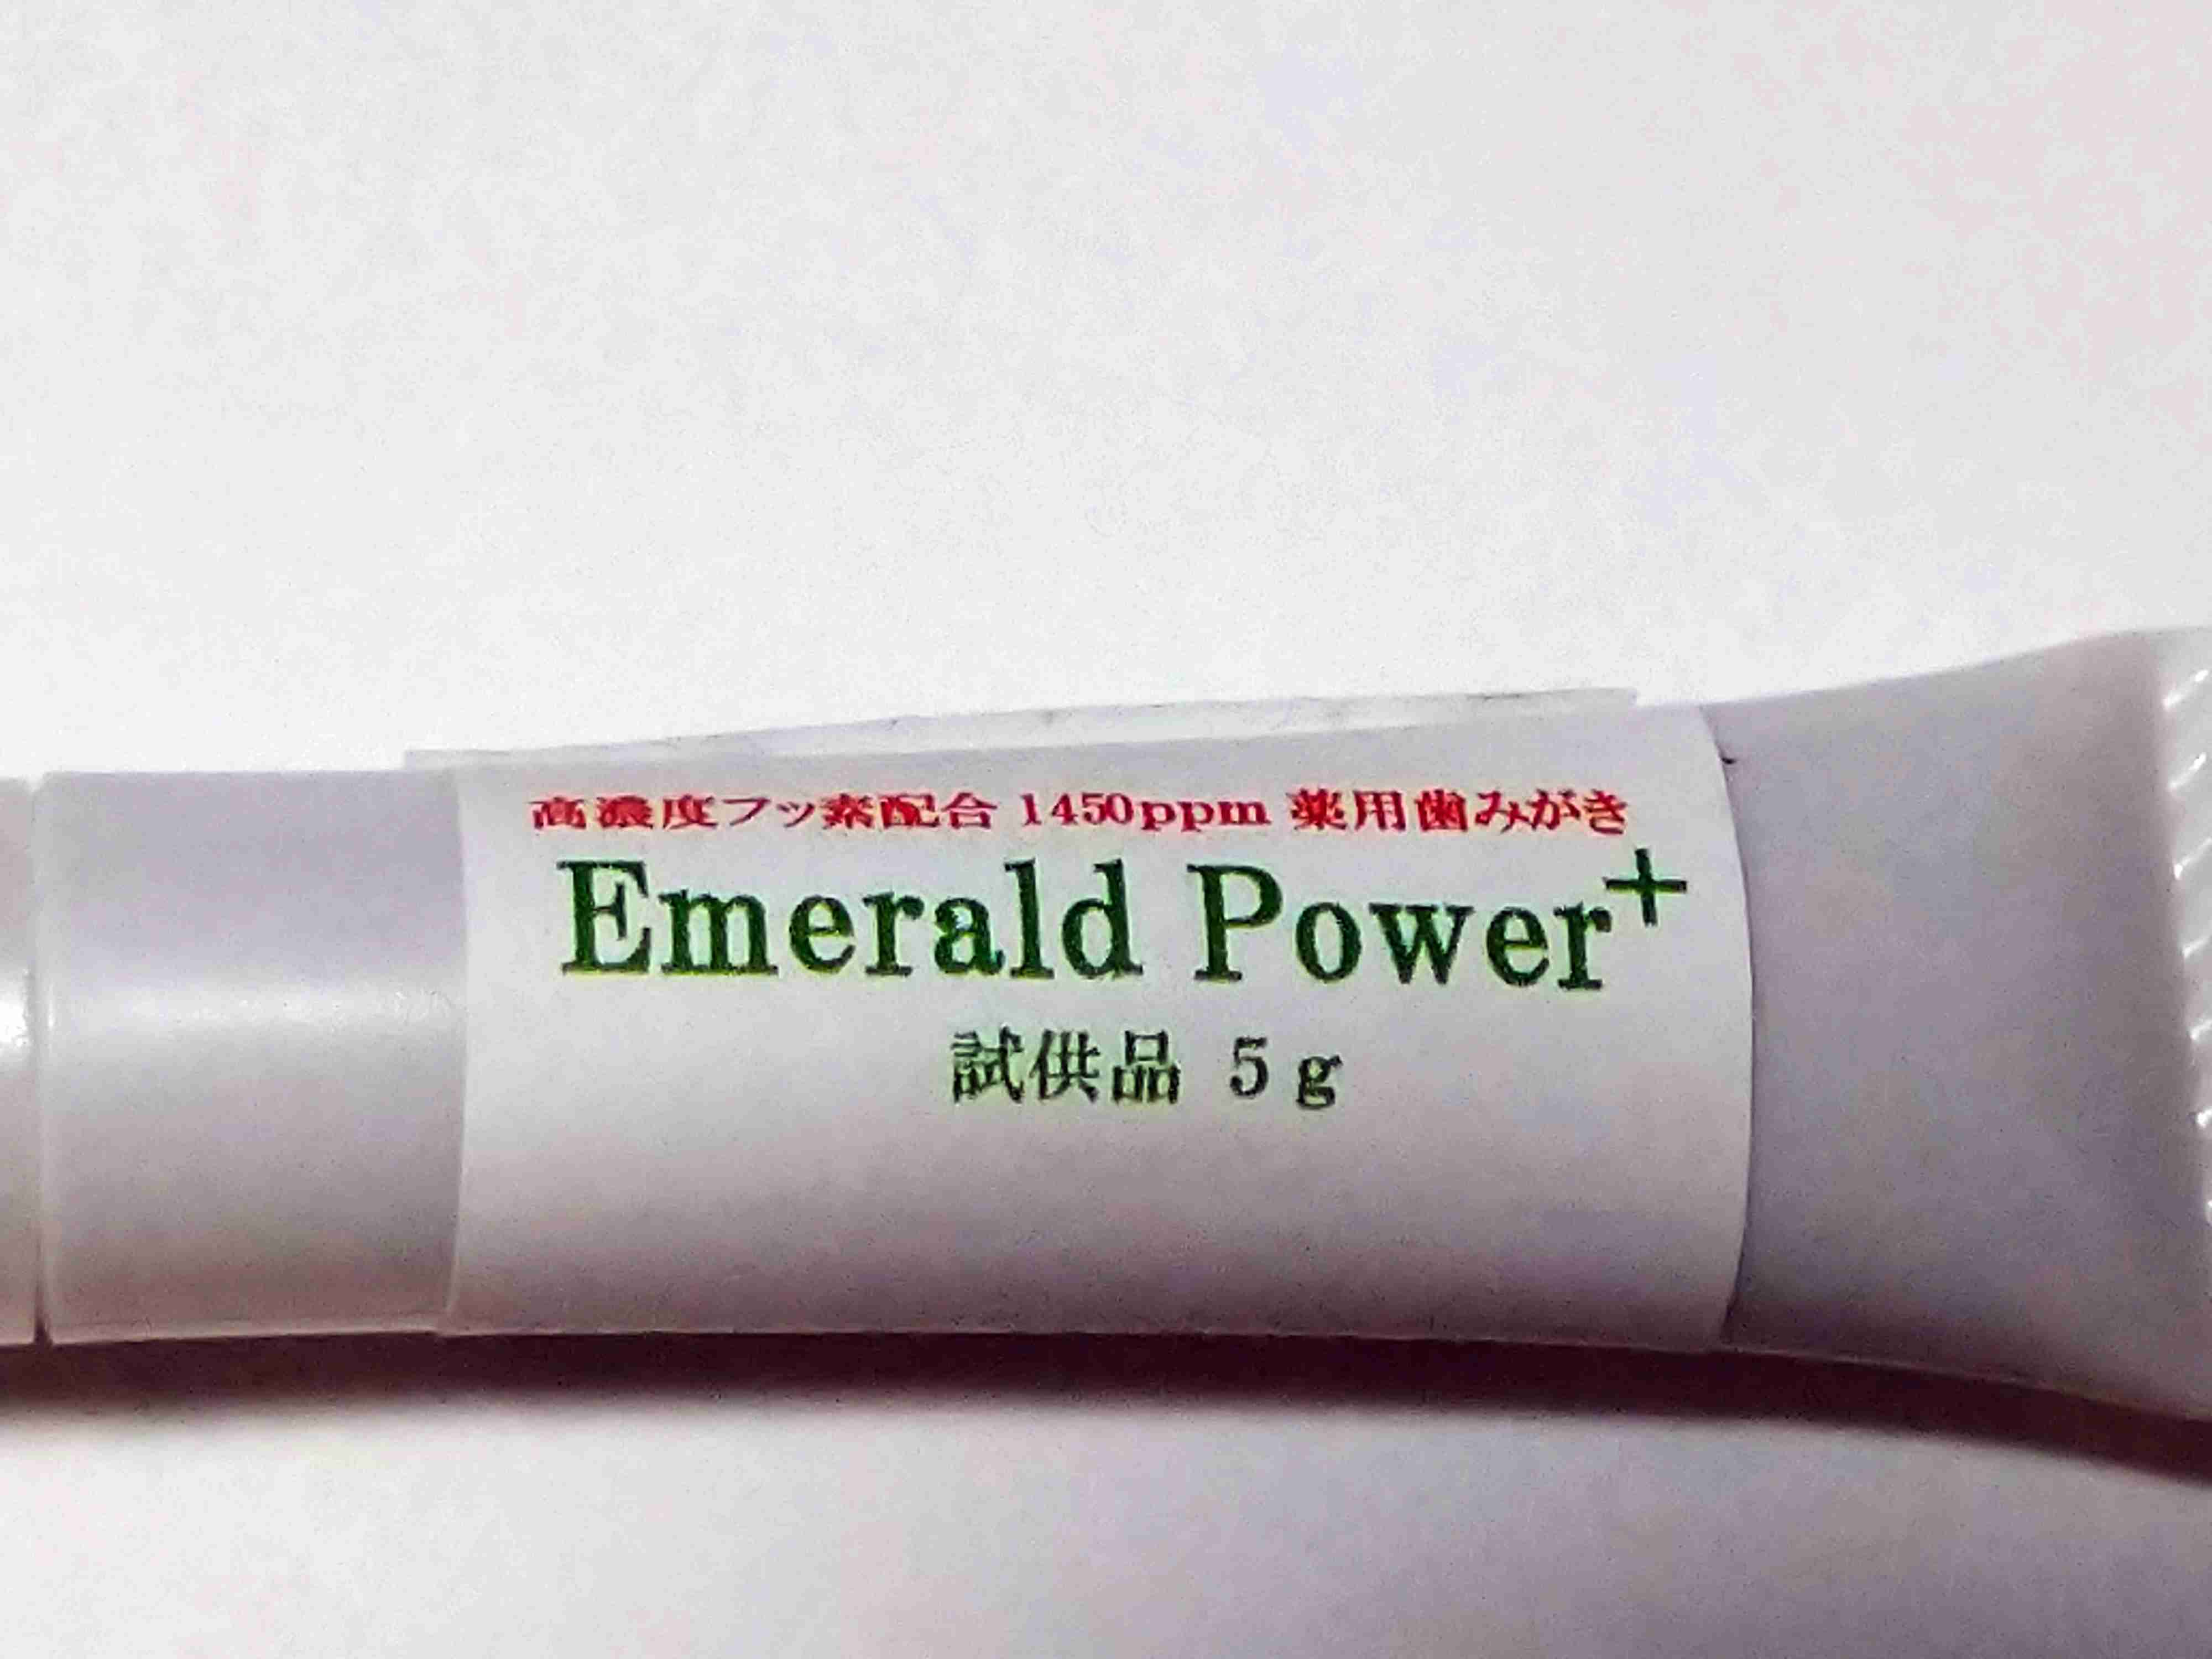 高濃度フッ素配合 1450ppm 薬用歯みがき
Emerald Power+
試供品 5g